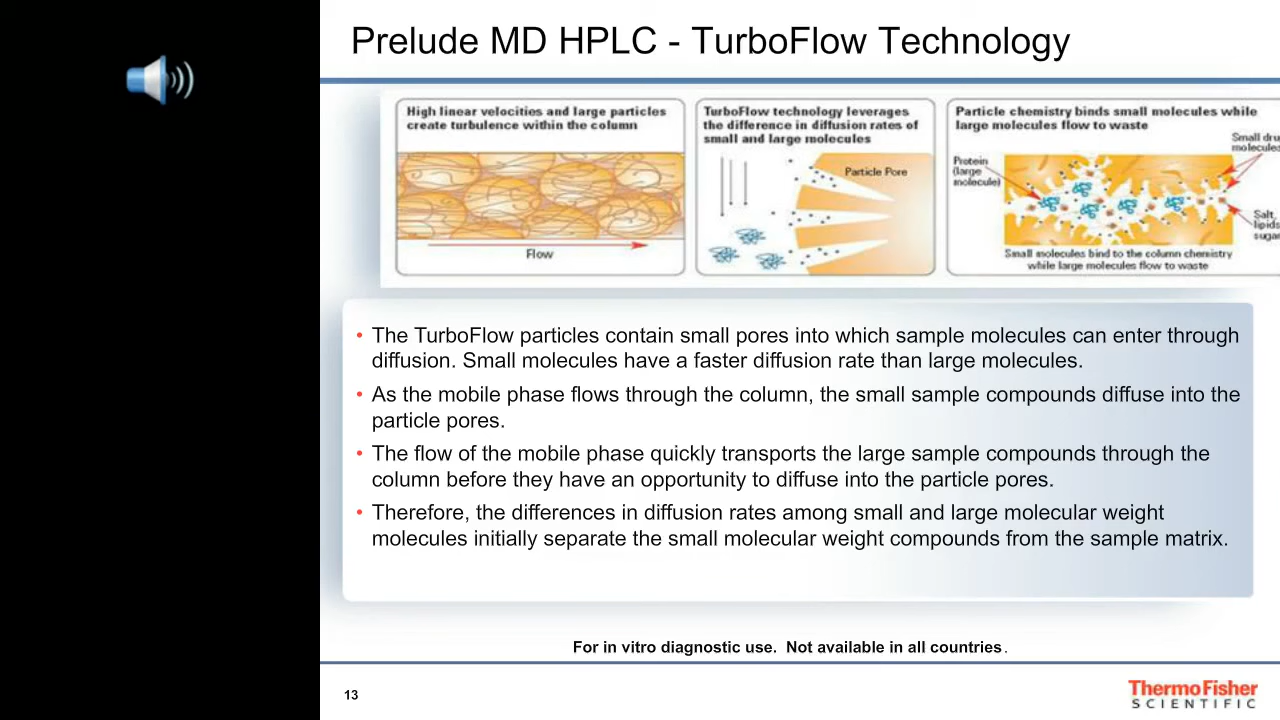 Prelude MD HPLC - TurboFlow Technology
High linear velocities and large particles
create turbulence within the column
Flow
TurboFlow technology leverages
the difference in diffusion rates of
small and large molecules
Particle Pore
Particle chemistry binds small molecules while
large molecules flow to waste
Small dru
molecules
Protein
(large
molecule)
Salt,
lipids
sugar
Small molecules bind to the column chemistry
while large molecules flow to waste
• The TurboFlow particles contain small pores into which sample molecules can enter through
diffusion. Small molecules have a faster diffusion rate than large molecules.
• As the mobile phase flows through the column, the small sample compounds diffuse into the
particle pores.
• The flow of the mobile phase quickly transports the large sample compounds through the
column before they have an opportunity to diffuse into the particle pores.
• Therefore, the differences in diffusion rates among small and large molecular weight
molecules initially separate the small molecular weight compounds from the sample matrix.
For in vitro diagnostic use. Not available in all countries.
13
ThermoFisher
SCIENTIFIC